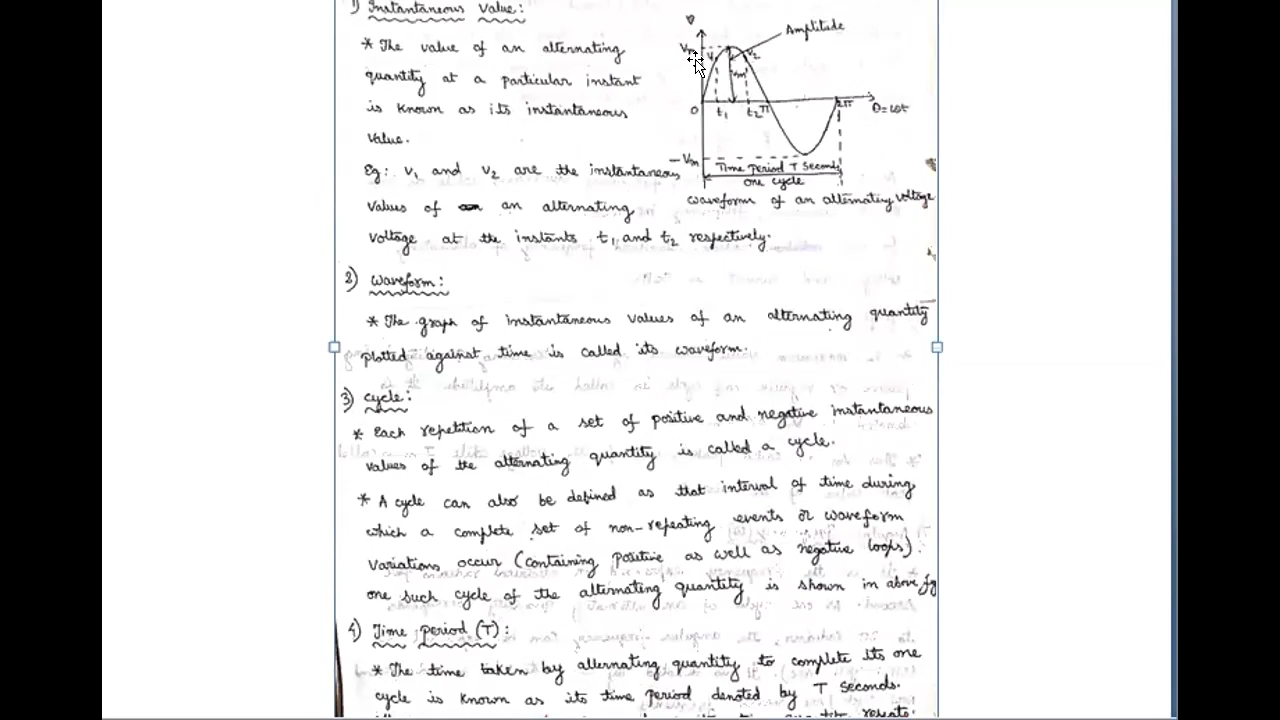 1) Instantaneous Value:
* The value of an alternating
quantity at a particular instant
is known as its instantaneous
value.
Eg: v1 and v2 are the instantaneous
values of an alternating
voltage at the instants t1 and t2 respectively.
v
Amplitude
Vm
v2
Vm
0
t1
t2
π
2π
θ=ωt
-Vm
Time period T seconds
one cycle
waveform of an alternating voltage
2) Waveform:
* The graph of instantaneous values of an alternating quantity
plotted against time is called its waveform.
3) Cycle:
* Each repetition of a set of positive and negative instantaneous
values of the alternating quantity is called a cycle.
* A cycle can also be defined as that interval of time during
which a complete set of non-repeating events or waveform
variations occur (containing positive as well as negative loops).
one such cycle of the alternating quantity is shown in above fig
4) Time period (T):
* The time taken by alternating quantity to complete its one
cycle is known as its time period denoted by T seconds.